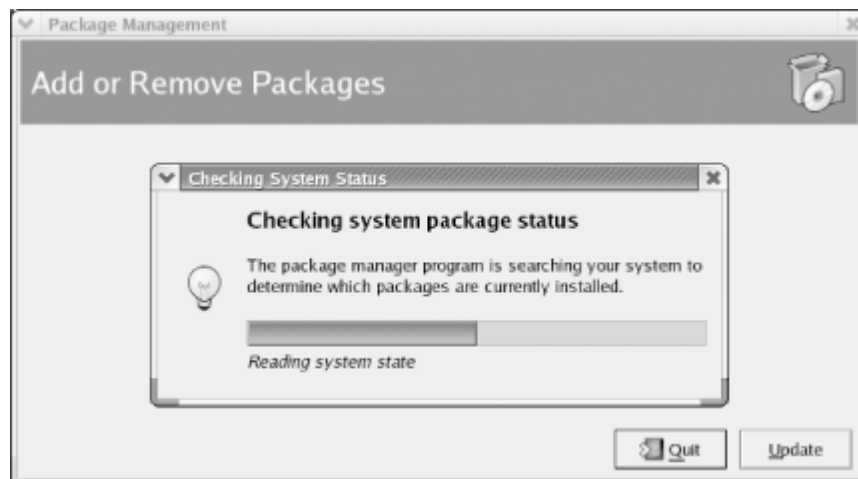 Package Management
Add or Remove Packages
Checking System Status
Checking system package status
The package manager program is searching your system to
determine which packages are currently installed.
Reading system state
Quit
Update